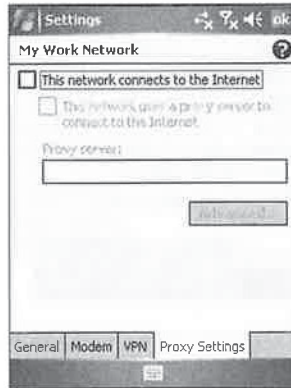 Settings ok
My Work Network
This network connects to the Internet
This network uses a proxy server to
connect to the Internet
Proxy server:
Advanced...
General Modem VPN Proxy Settings